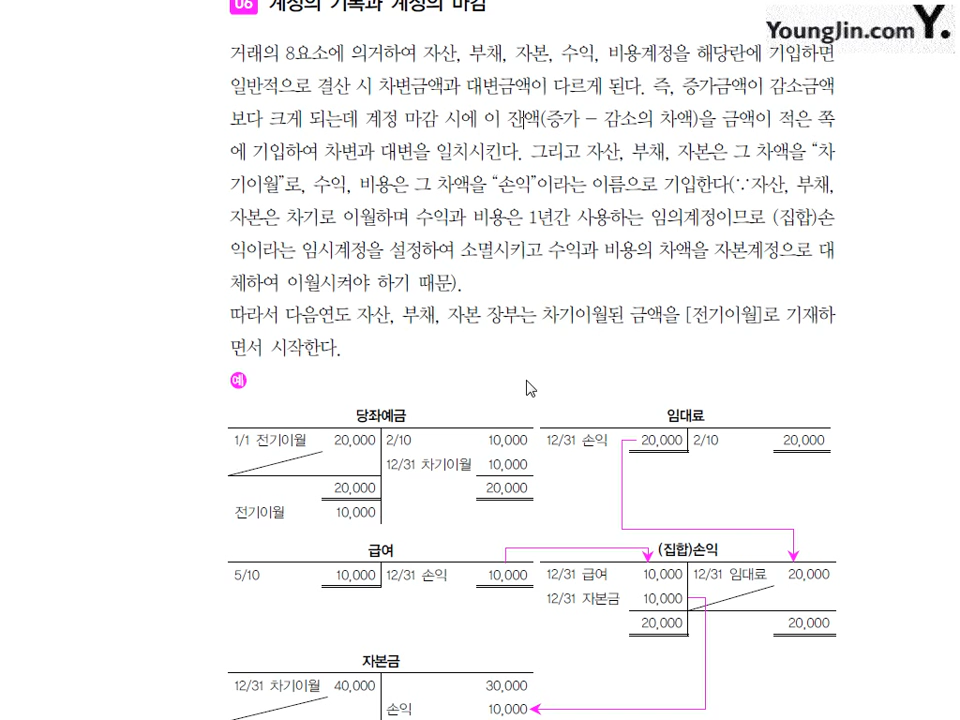 06 계정의 기록과 계정의 마감
YoungJin.com Y.
거래의 8요소에 의거하여 자산, 부채, 자본, 수익, 비용계정을 해당란에 기입하면
일반적으로 결산 시 차변금액과 대변금액이 다르게 된다. 즉, 증가금액이 감소금액
보다 크게 되는데 계정 마감 시에 이 잔액(증가 - 감소의 차액)을 금액이 적은 쪽
에 기입하여 차변과 대변을 일치시킨다. 그리고 자산, 부채, 자본은 그 차액을 “차
기이월”로, 수익, 비용은 그 차액을 “손익”이라는 이름으로 기입한다(∵자산, 부채,
자본은 차기로 이월하며 수익과 비용은 1년간 사용하는 임의계정이므로 (집합)손
익이라는 임시계정을 설정하여 소멸시키고 수익과 비용의 차액을 자본계정으로 대
체하여 이월시켜야 하기 때문).
따라서 다음연도 자산, 부채, 자본 장부는 차기이월된 금액을 [전기이월]로 기재하
면서 시작한다.
예
당좌예금
1/1 전기이월 20,000 2/10 10,000
12/31 차기이월 10,000
20,000 20,000
전기이월 10,000
임대료
12/31 손익 20,000 2/10 20,000
급여
5/10 10,000 12/31 손익 10,000
(집합)손익
12/31 급여 10,000 12/31 임대료 20,000
12/31 자본금 10,000
20,000 20,000
자본금
12/31 차기이월 40,000 30,000
손익 10,000